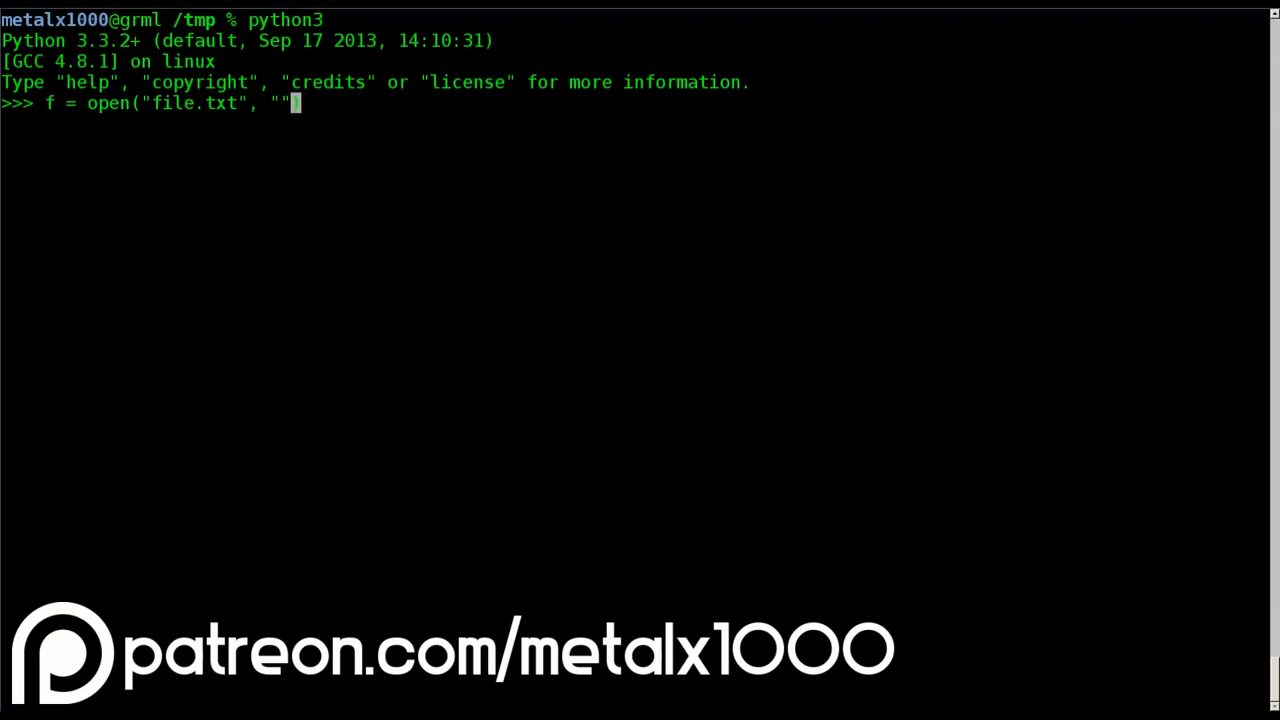 metalx1000@grml /tmp % python3
Python 3.3.2+ (default, Sep 17 2013, 14:10:31)
[GCC 4.8.1] on linux
Type "help", "copyright", "credits" or "license" for more information.
>>> f = open("file.txt", "")
patreon.com/metalx1000